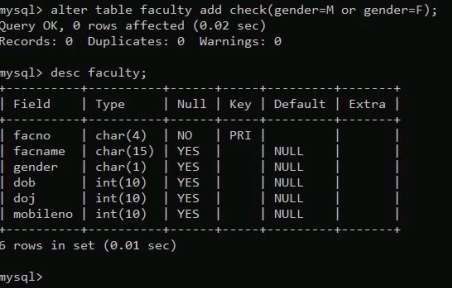 mysql> alter table faculty add check(gender=M or gender=F);
Query OK, 0 rows affected (0.02 sec)
Records: 0  Duplicates: 0  Warnings: 0
mysql> desc faculty;
+----------+----------+------+-----+---------+-------+
| Field    | Type     | Null | Key | Default | Extra |
+----------+----------+------+-----+---------+-------+
| facno    | char(4)  | NO   | PRI |         |       |
| facname  | char(15) | YES  |     | NULL    |       |
| gender   | char(1)  | YES  |     | NULL    |       |
| dob      | int(10)  | YES  |     | NULL    |       |
| doj      | int(10)  | YES  |     | NULL    |       |
| mobileno | int(10)  | YES  |     | NULL    |       |
+----------+----------+------+-----+---------+-------+
6 rows in set (0.01 sec)
mysql>